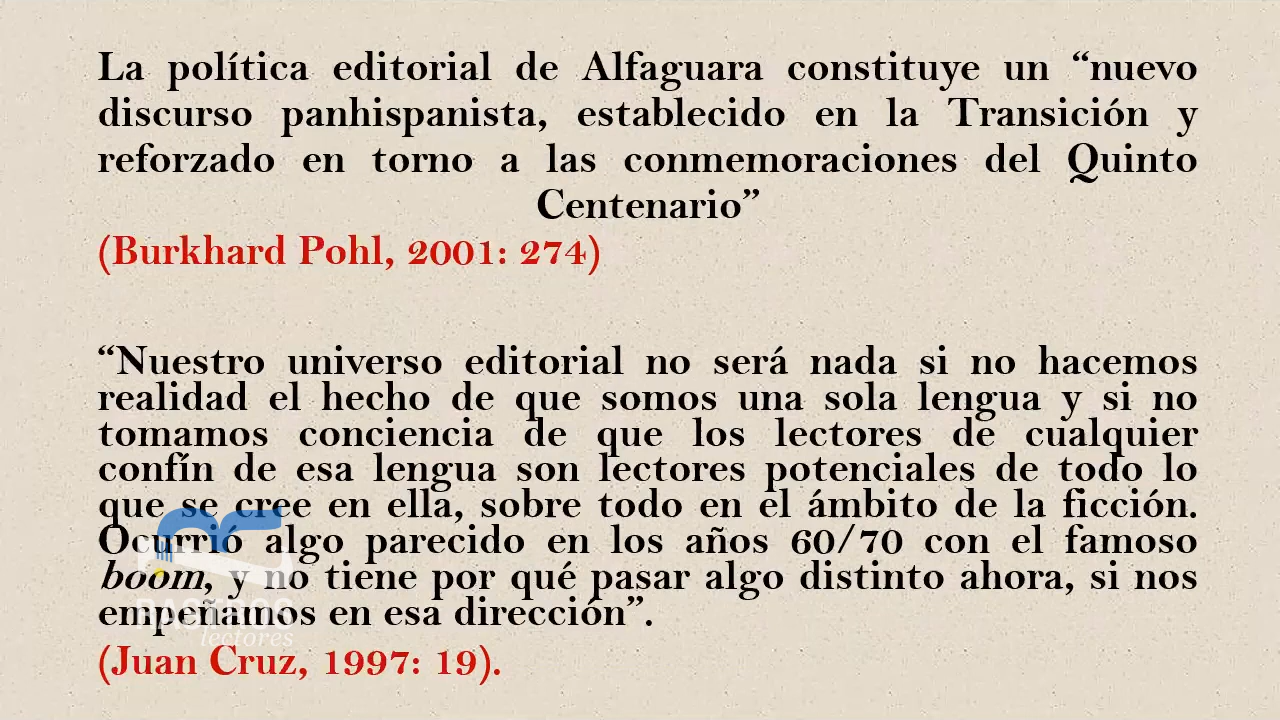 La política editorial de Alfaguara constituye un “nuevo
discurso panhispanista, establecido en la Transición y
reforzado en torno a las conmemoraciones del Quinto
Centenario”
(Burkhard Pohl, 2001: 274)
“Nuestro universo editorial no será nada si no hacemos
realidad el hecho de que somos una sola lengua y si no
tomamos conciencia de que los lectores de cualquier
confín de esa lengua son lectores potenciales de todo lo
que se cree en ella, sobre todo en el ámbito de la ficción.
Ocurrió algo parecido en los años 60/70 con el famoso
boom, y no tiene por qué pasar algo distinto ahora, si nos
empeñamos en esa dirección”.
RASTROS
lectores
(Juan Cruz, 1997: 19).